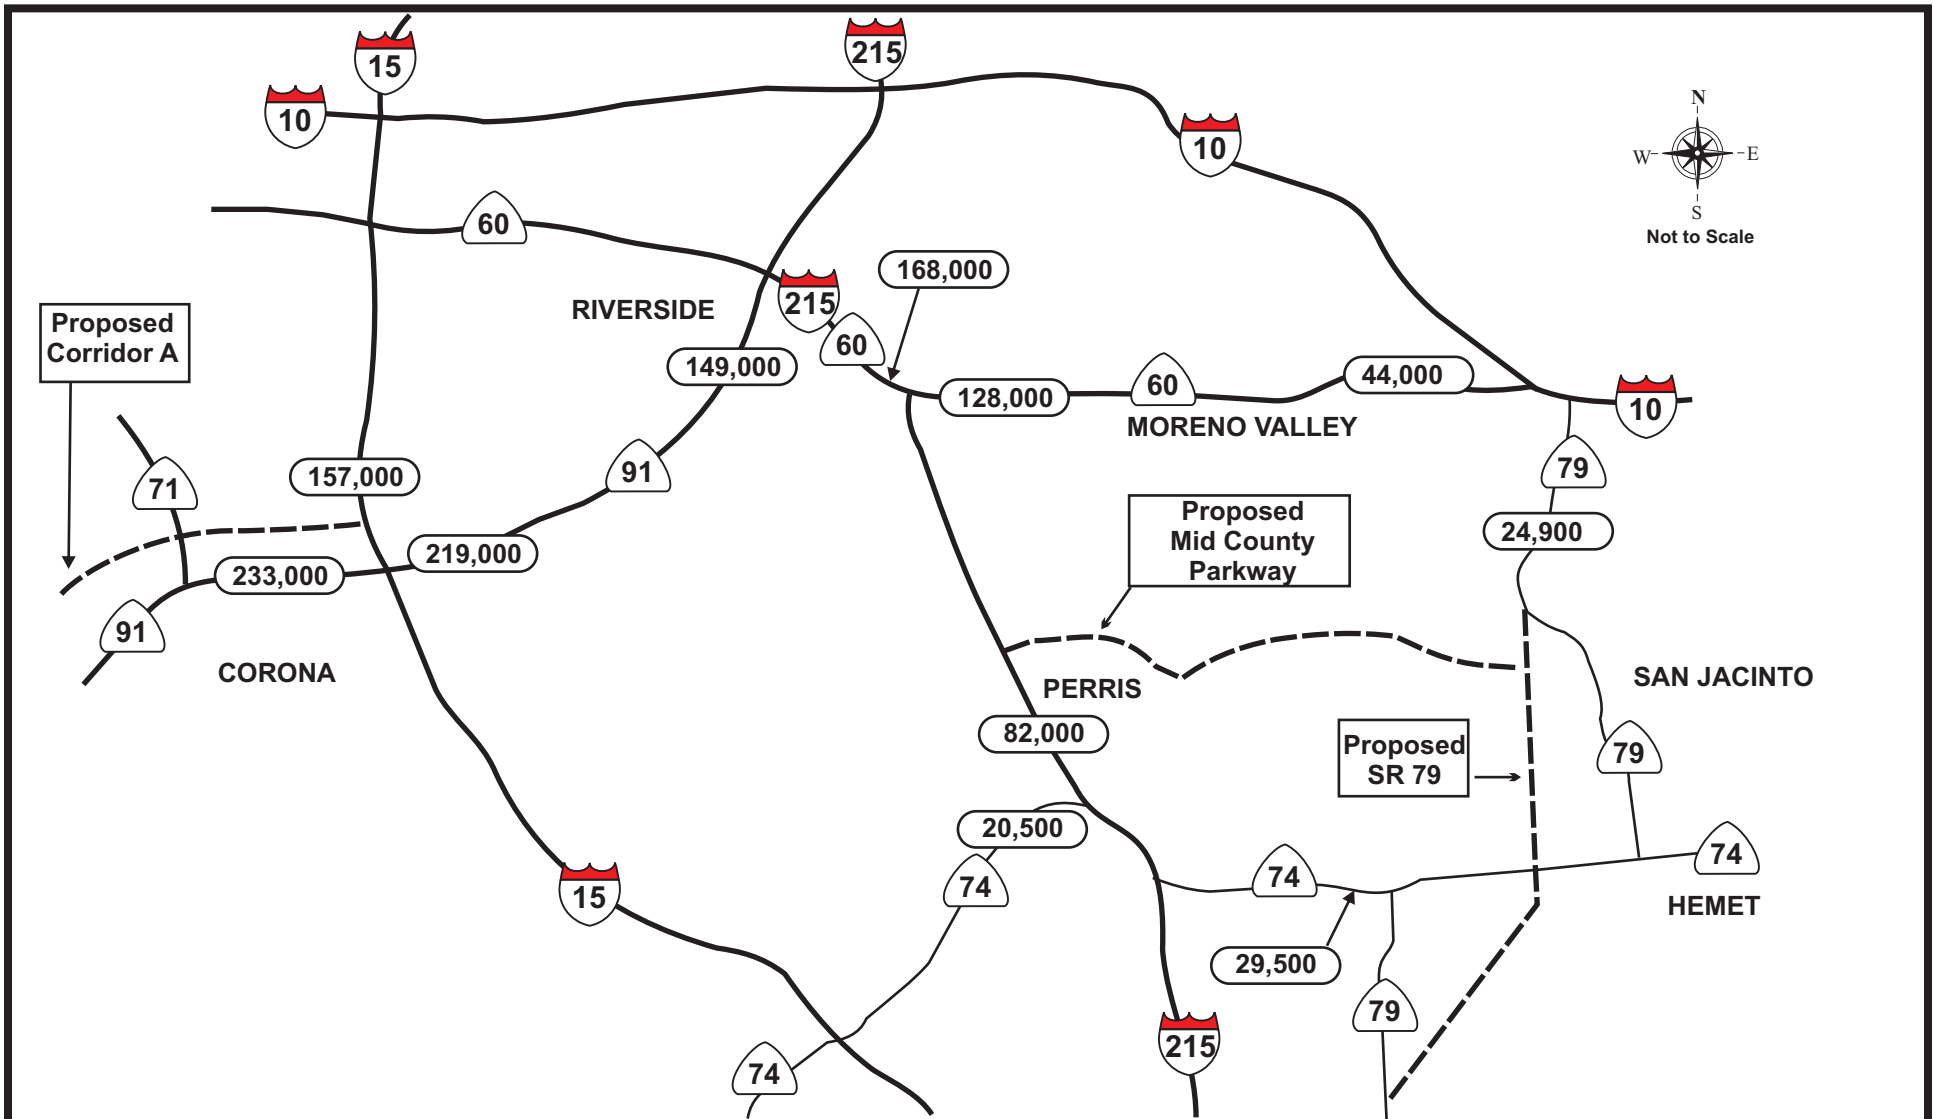 15
215
10
10
N
W
E
S
Not to Scale
60
168,000
215
RIVERSIDE
Proposed
Corridor A
60
149,000
128,000
60
44,000
10
MORENO VALLEY
91
79
157,000
71
Proposed
Mid County
Parkway
24,900
219,000
233,000
91
CORONA
PERRIS
SAN JACINTO
82,000
Proposed
SR 79
79
20,500
74
74
74
15
HEMET
29,500
79
215
74